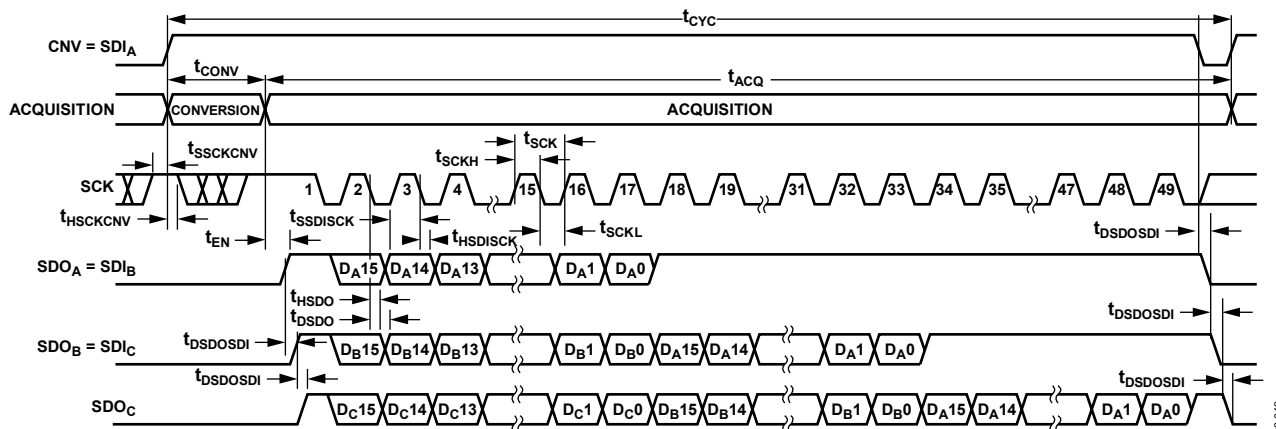 tCYC
CNV = SDIA
tCONV
tACQ
ACQUISITION
CONVERSION
ACQUISITION
tSSCKCNV
tSCK
tSCKH
SCK
1 2 3 4 15 16 17 18 19 31 32 33 34 35 47 48 49
tHSCKCNV
tSSDISCK
tHSDISCK
tSCKL
tEN
tDSDOSDI
SDOA = SDIB
DA15 DA14 DA13 DA1 DA0
tHSDO
tDSDO
tDSDOSDI
tDSDOSDI
SDOB = SDIC
DB15 DB14 DB13 DB1 DB0 DA15 DA14 DA1 DA0
tDSDOSDI
tDSDOSDI
SDOC
DC15 DC14 DC13 DC1 DC0 DB15 DB14 DB1 DB0 DA15 DA14 DA1 DA0